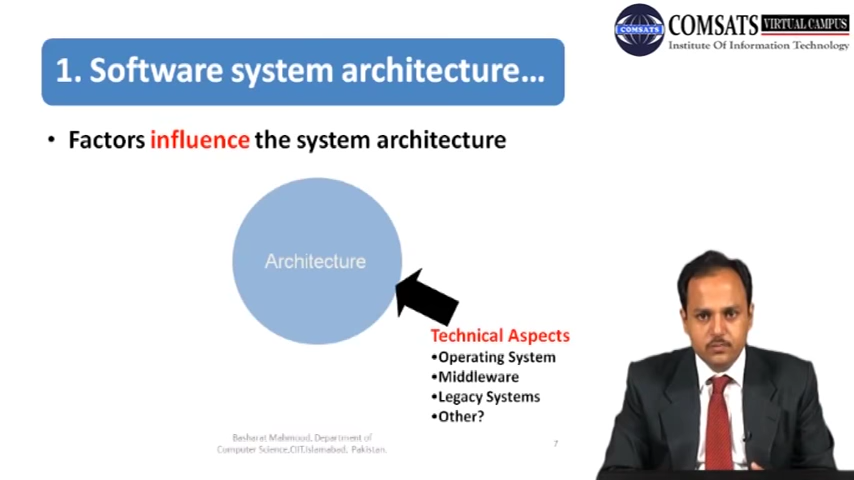 COMSATS
COMSATS VIRTUAL CAMPUS
Institute Of Information Technology
1. Software system architecture...
• Factors influence the system architecture
Architecture
Technical Aspects
•Operating System
•Middleware
•Legacy Systems
•Other?
Basharat Mahmood, Department of
Computer Science,CIIT,Islamabad, Pakistan.
7